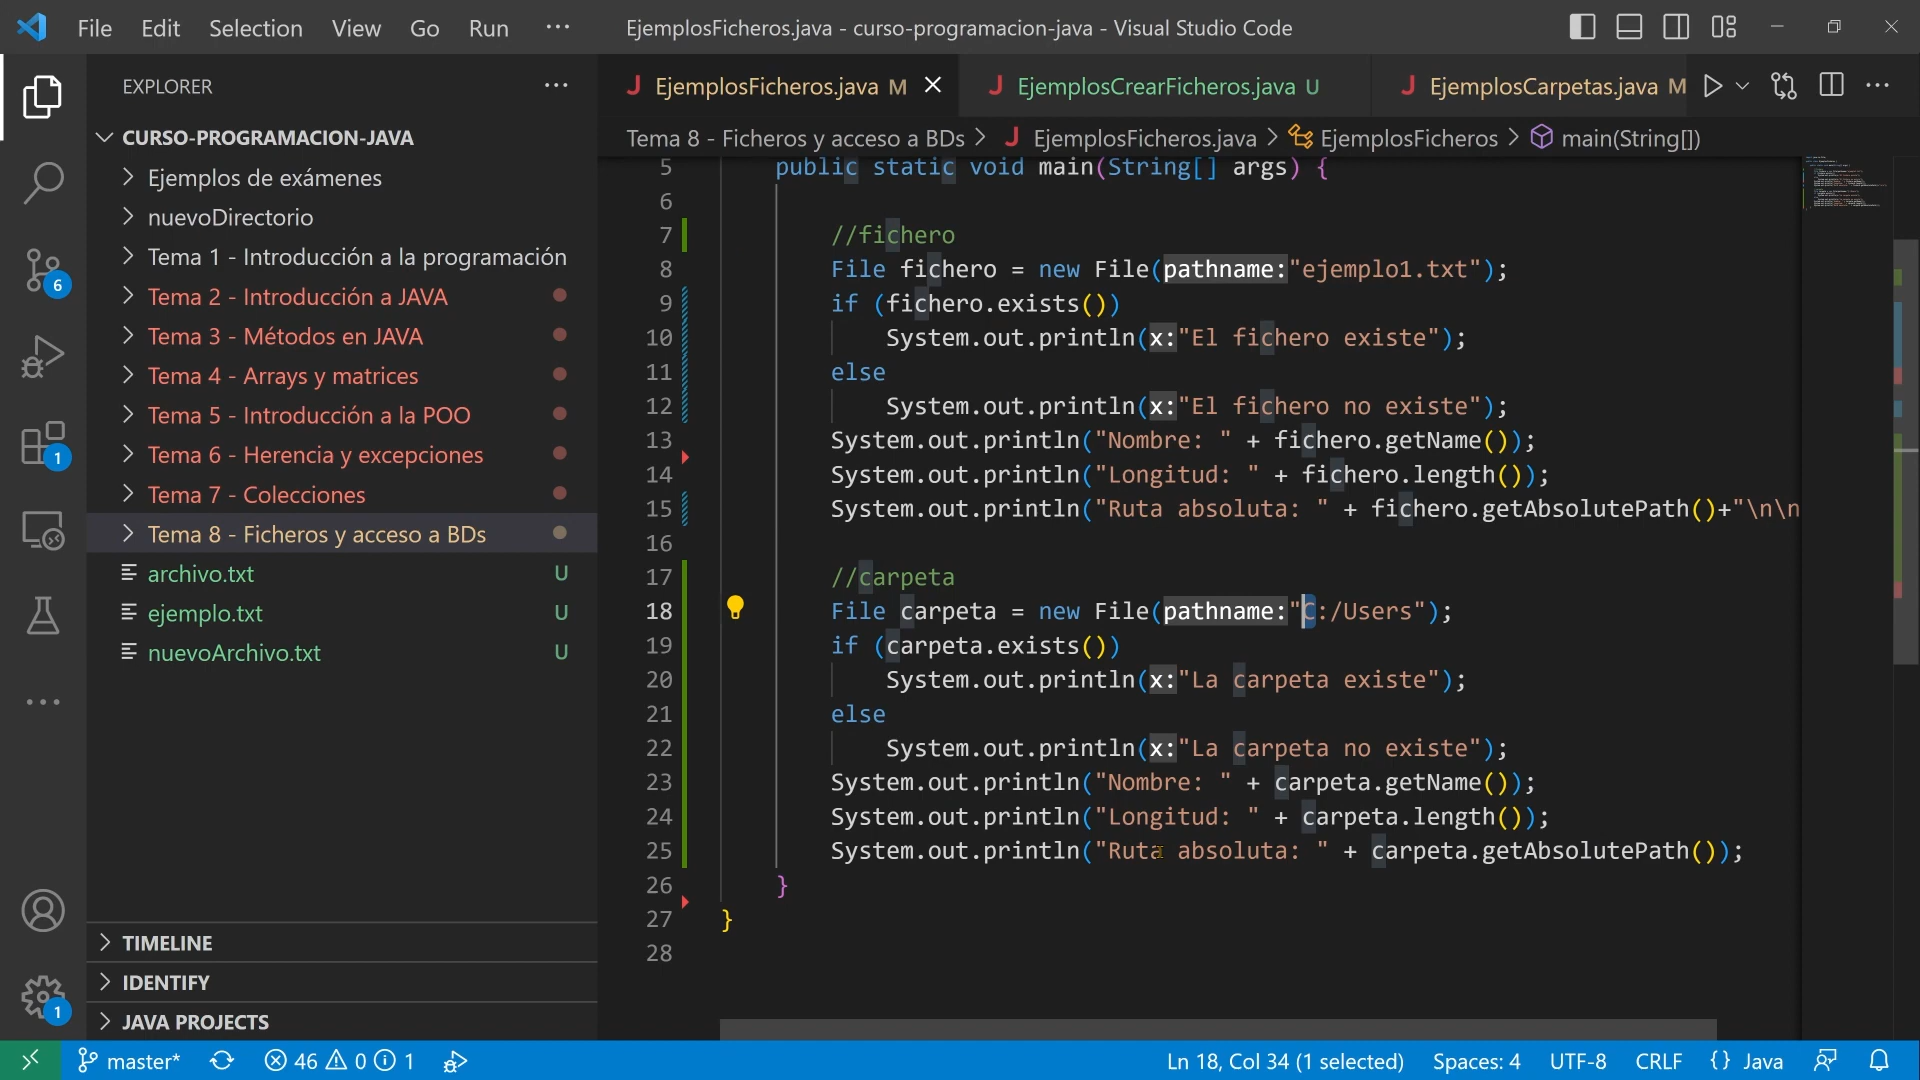 File Edit Selection View Go Run ··· EjemplosFicheros.java - curso-programacion-java - Visual Studio Code
EXPLORER ···
CURSO-PROGRAMACION-JAVA
Ejemplos de exámenes
nuevoDirectorio
Tema 1 - Introducción a la programación
Tema 2 - Introducción a JAVA
Tema 3 - Métodos en JAVA
Tema 4 - Arrays y matrices
Tema 5 - Introducción a la POO
Tema 6 - Herencia y excepciones
Tema 7 - Colecciones
Tema 8 - Ficheros y acceso a BDs
archivo.txt U
ejemplo.txt U
nuevoArchivo.txt U
TIMELINE
IDENTIFY
JAVA PROJECTS
6
1
1
EjemplosFicheros.java M EjemplosCrearFicheros.java U EjemplosCarpetas.java M
Tema 8 - Ficheros y acceso a BDs > EjemplosFicheros.java > EjemplosFicheros > main(String[])
5 public static void main(String[] args) {
6
7 //fichero
8 File fichero = new File(pathname:"ejemplo1.txt");
9 if (fichero.exists())
10 System.out.println(x:"El fichero existe");
11 else
12 System.out.println(x:"El fichero no existe");
13 System.out.println("Nombre: " + fichero.getName());
14 System.out.println("Longitud: " + fichero.length());
15 System.out.println("Ruta absoluta: " + fichero.getAbsolutePath()+"\n\n
16
17 //carpeta
18 File carpeta = new File(pathname:"C:/Users");
19 if (carpeta.exists())
20 System.out.println(x:"La carpeta existe");
21 else
22 System.out.println(x:"La carpeta no existe");
23 System.out.println("Nombre: " + carpeta.getName());
24 System.out.println("Longitud: " + carpeta.length());
25 System.out.println("Ruta absoluta: " + carpeta.getAbsolutePath());
26 }
27 }
28
master* 46 0 1 Ln 18, Col 34 (1 selected) Spaces: 4 UTF-8 CRLF {} Java